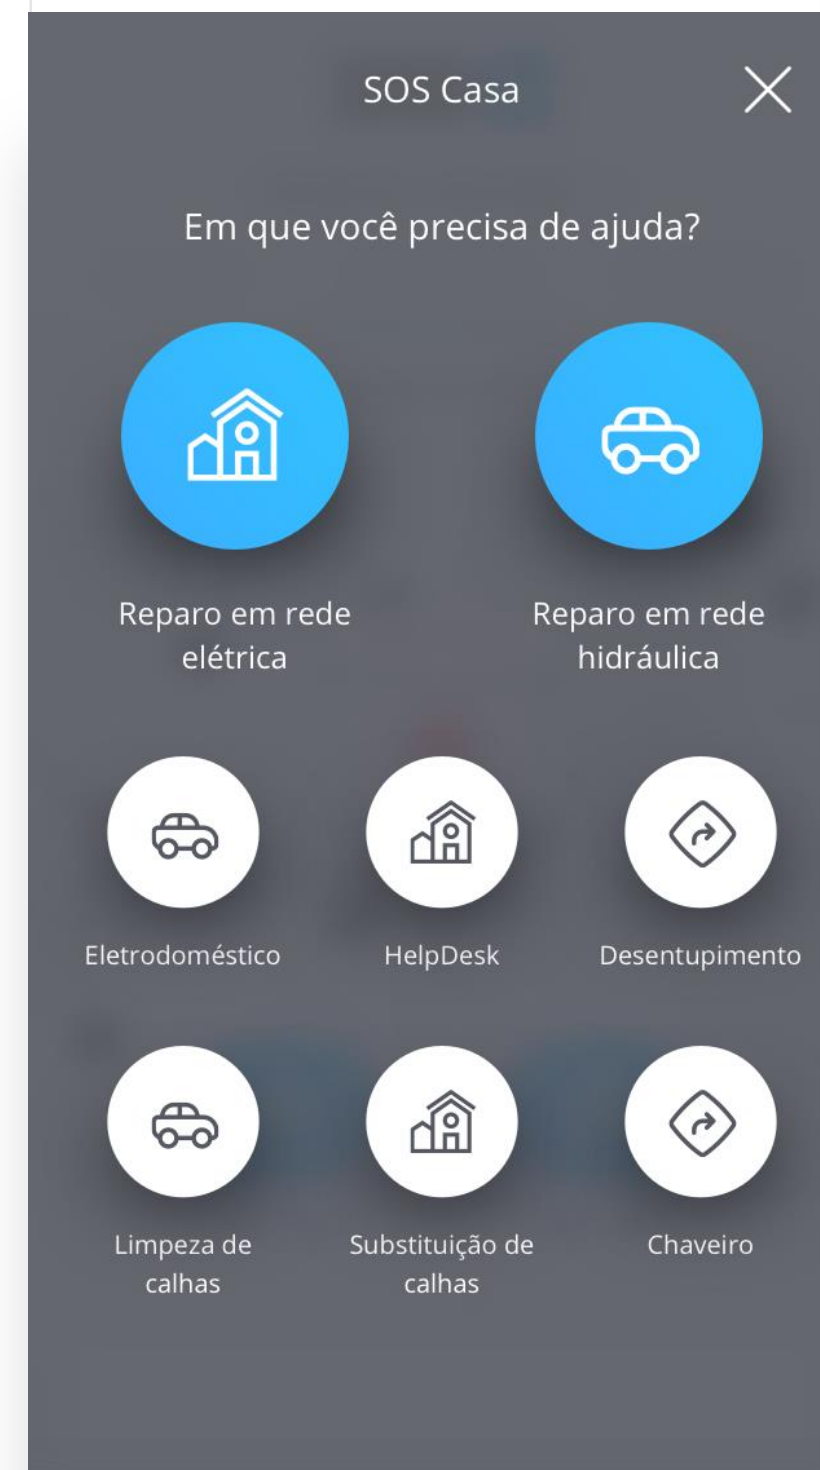 SOS Casa
Em que você precisa de ajuda?
Reparo em rede
elétrica
Reparo em rede
hidráulica
Eletrodoméstico
HelpDesk
Desentupimento
Limpeza de
calhas
Substituição de
calhas
Chaveiro